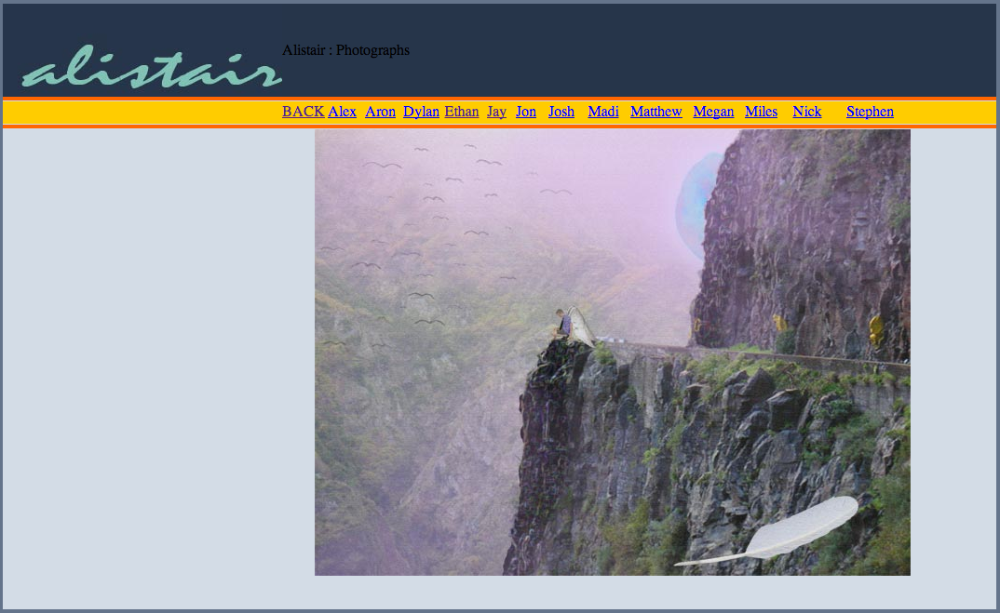 alistair
Alistair : Photographs
BACK Alex Aron Dylan Ethan Jay Jon Josh Madi Matthew Megan Miles Nick Stephen